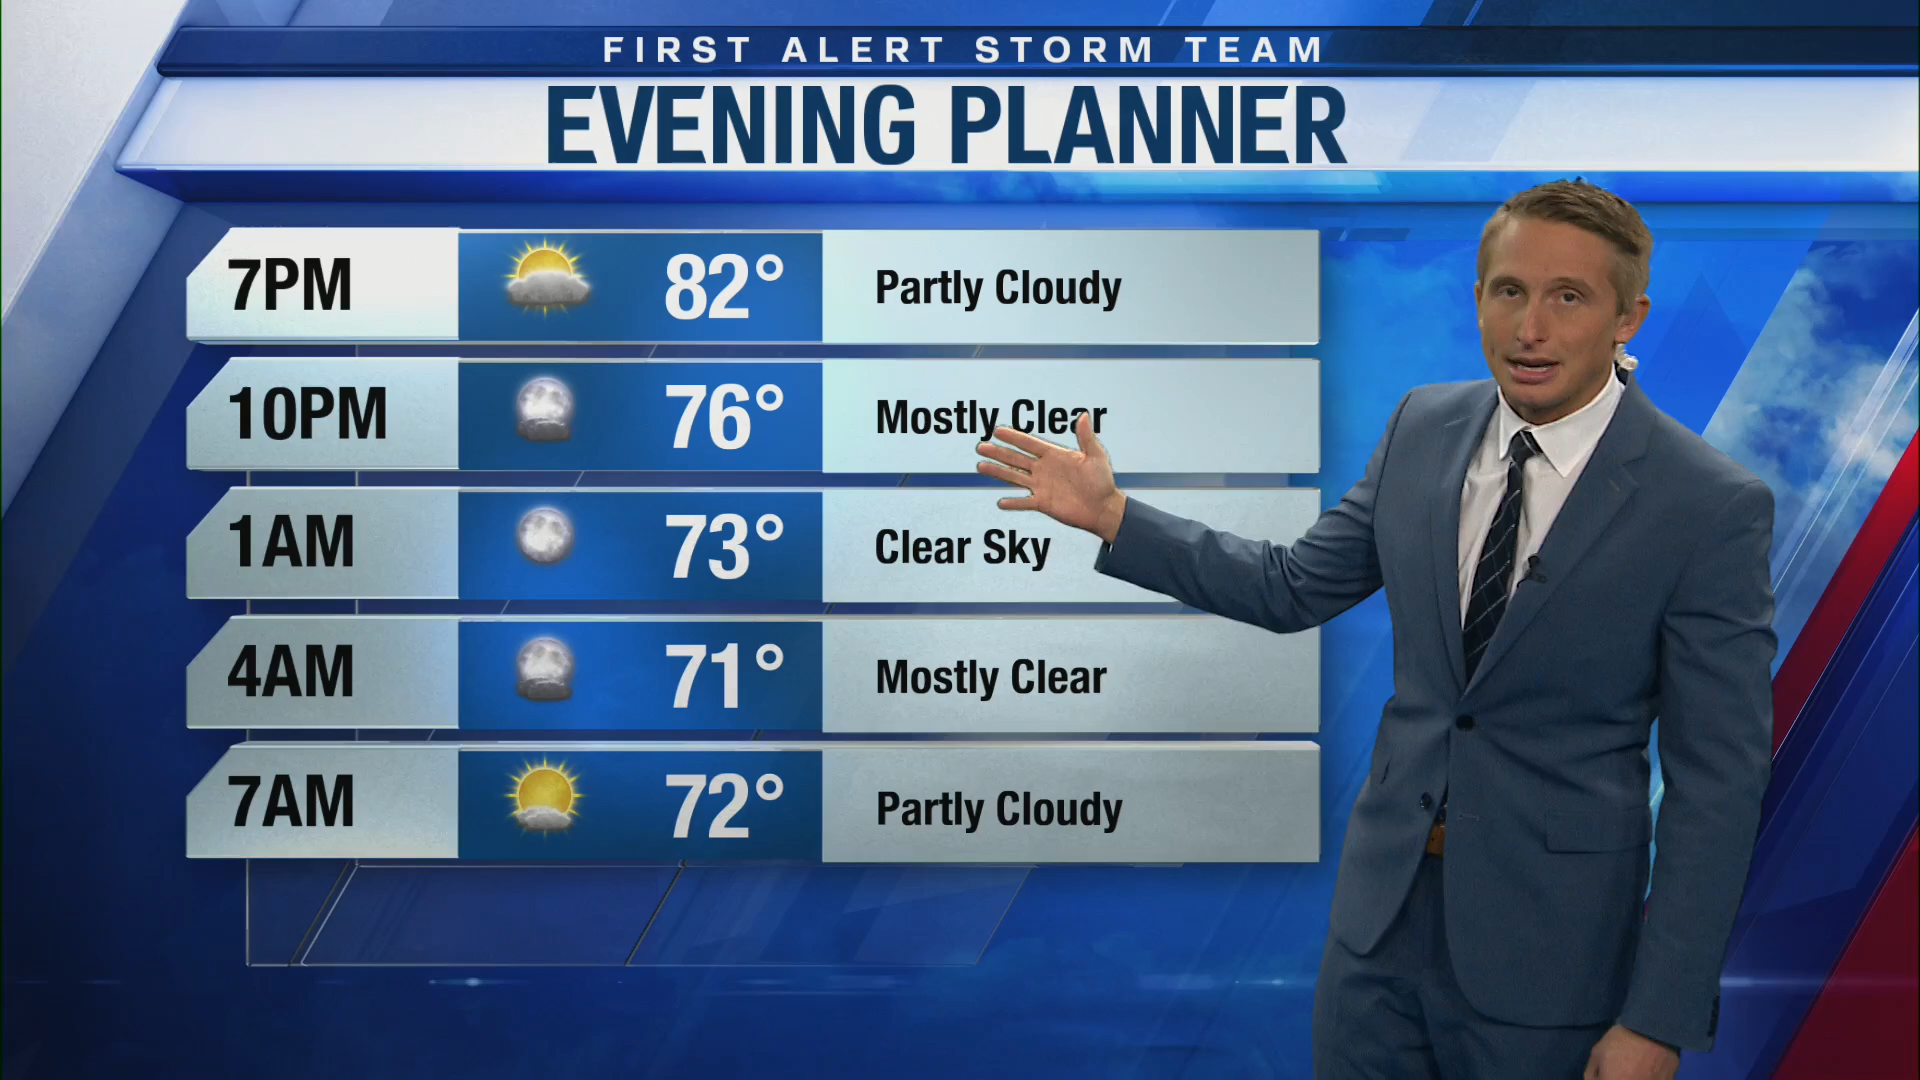 FIRST ALERT STORM TEAM
EVENING PLANNER
7PM 82° Partly Cloudy
10PM 76° Mostly Clear
1AM 73° Clear Sky
4AM 71° Mostly Clear
7AM 72° Partly Cloudy